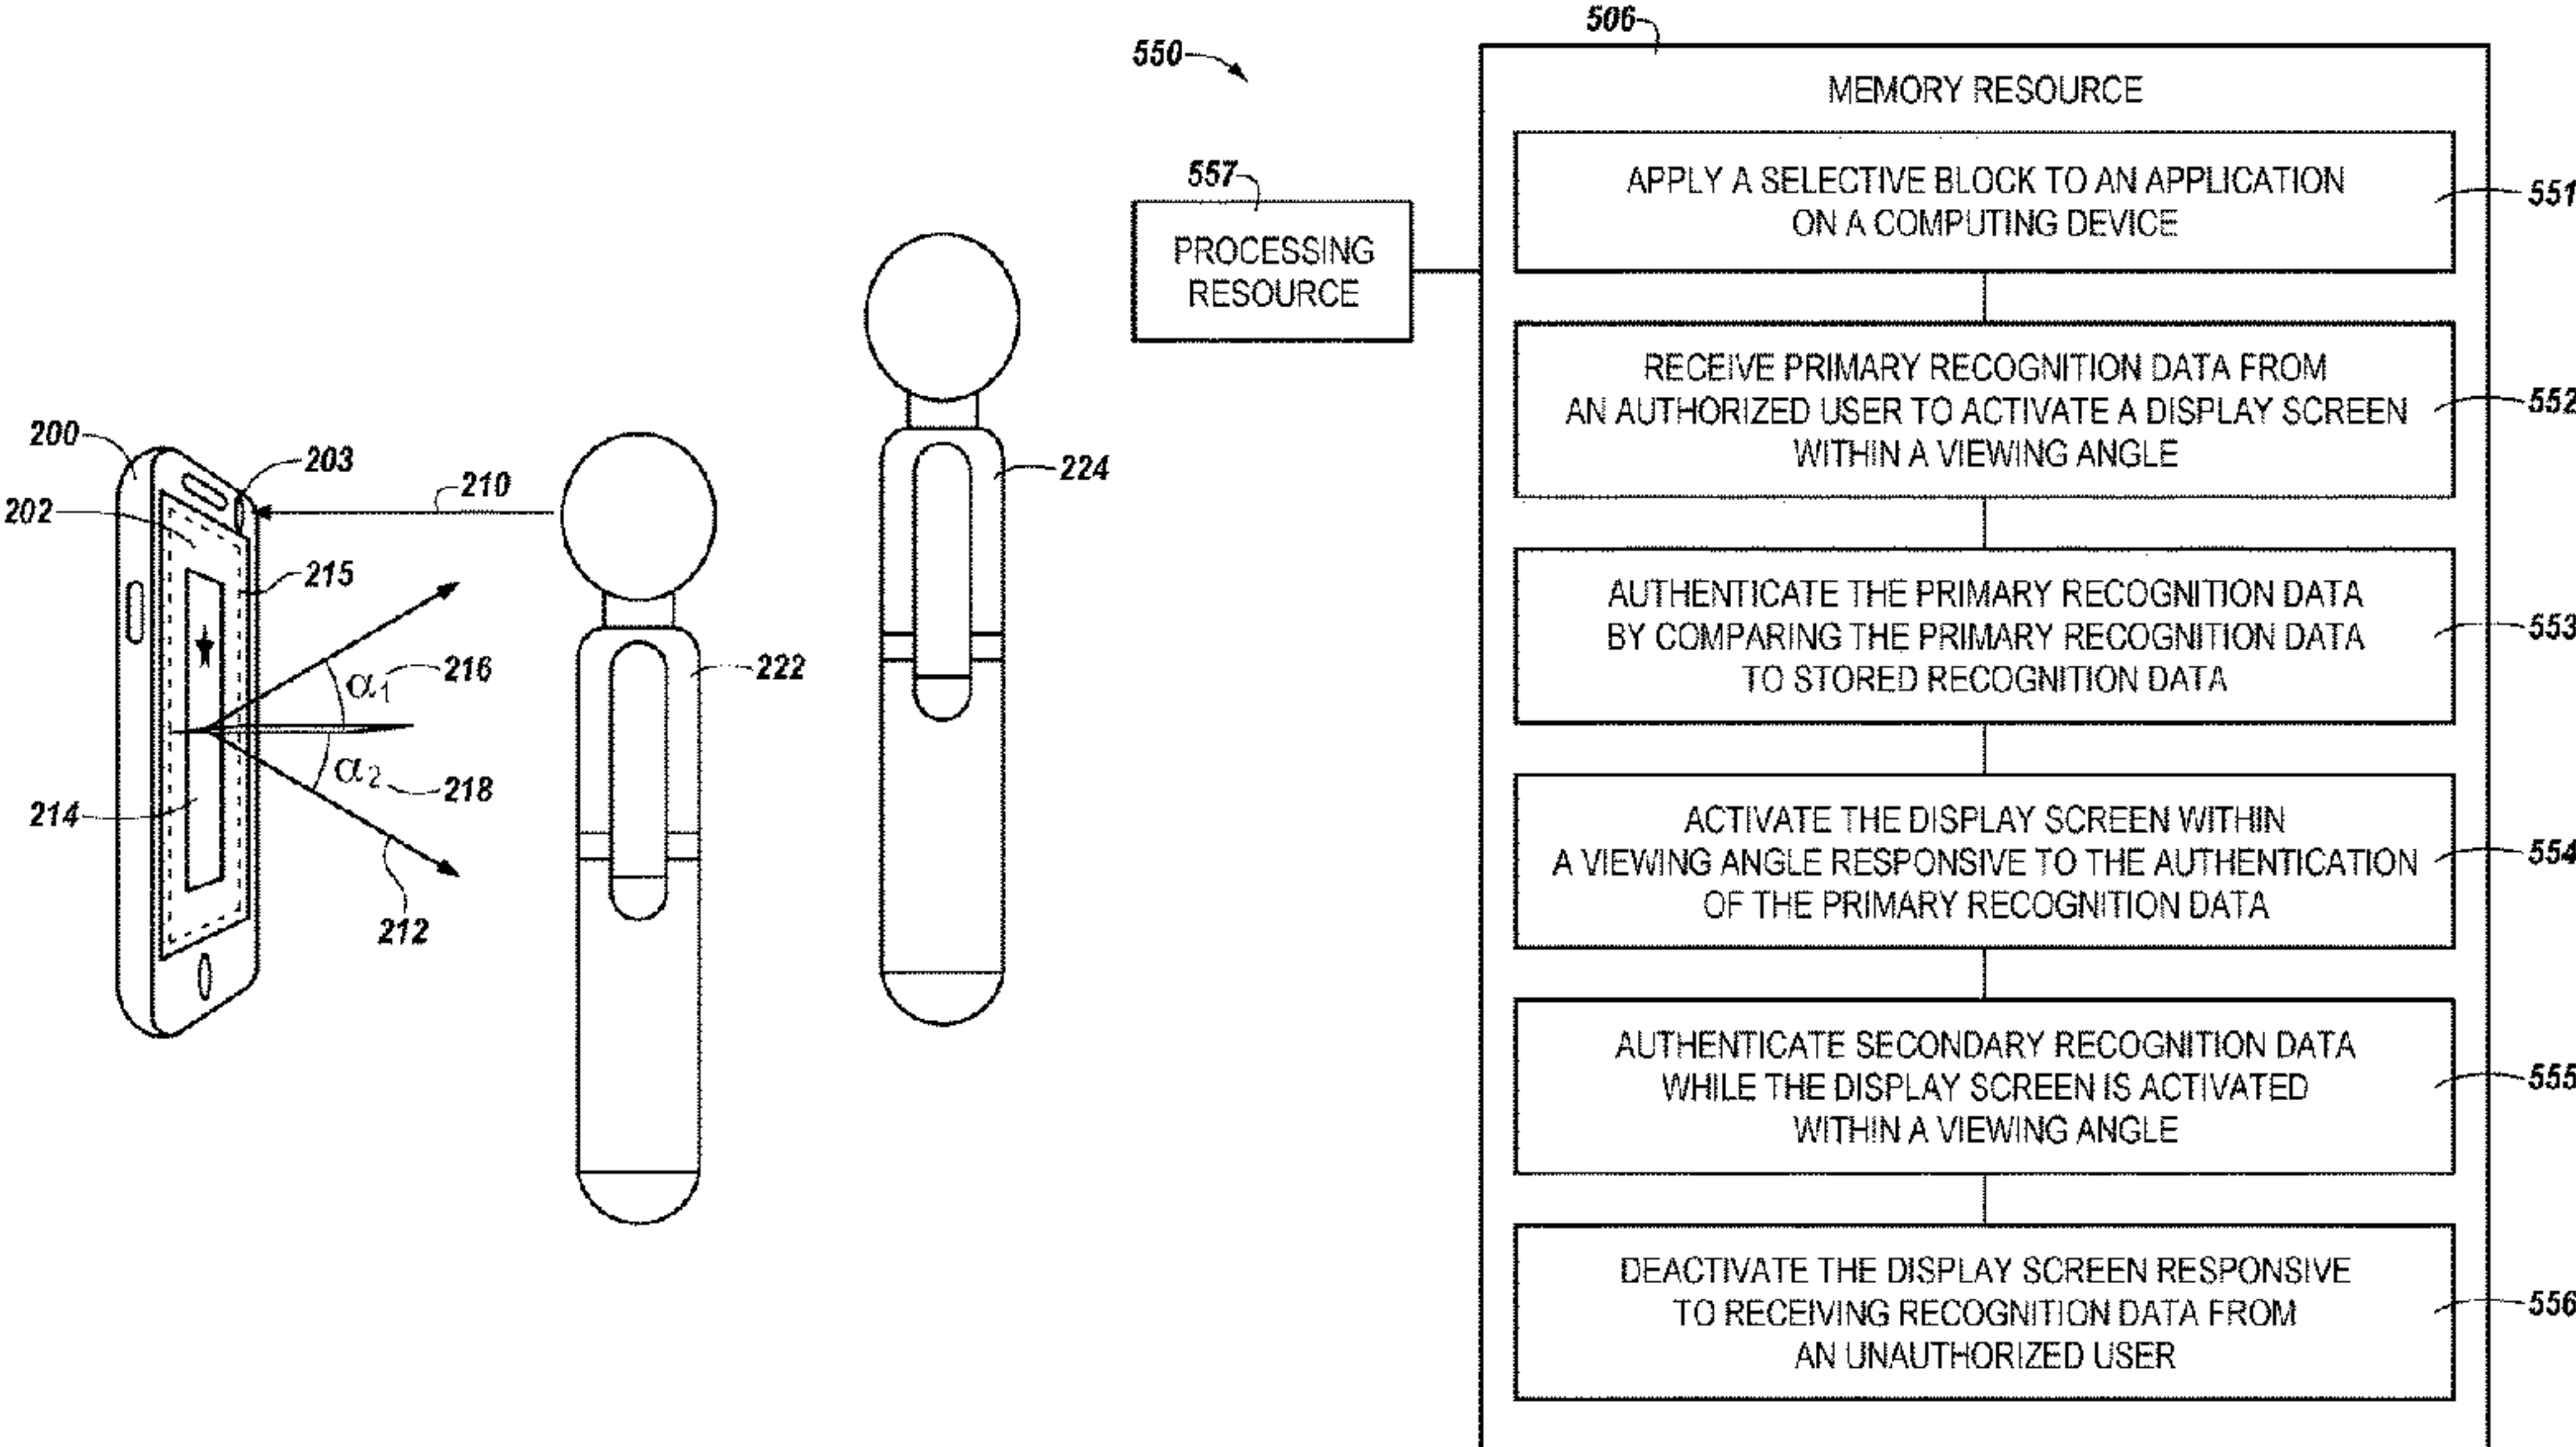 200
202
203
210
215
216
α1
α2
218
214
212
222
224
550
557
PROCESSING
RESOURCE
506
MEMORY RESOURCE
APPLY A SELECTIVE BLOCK TO AN APPLICATION
ON A COMPUTING DEVICE
551
RECEIVE PRIMARY RECOGNITION DATA FROM
AN AUTHORIZED USER TO ACTIVATE A DISPLAY SCREEN
WITHIN A VIEWING ANGLE
552
AUTHENTICATE THE PRIMARY RECOGNITION DATA
BY COMPARING THE PRIMARY RECOGNITION DATA
TO STORED RECOGNITION DATA
553
ACTIVATE THE DISPLAY SCREEN WITHIN
A VIEWING ANGLE RESPONSIVE TO THE AUTHENTICATION
OF THE PRIMARY RECOGNITION DATA
554
AUTHENTICATE SECONDARY RECOGNITION DATA
WHILE THE DISPLAY SCREEN IS ACTIVATED
WITHIN A VIEWING ANGLE
555
DEACTIVATE THE DISPLAY SCREEN RESPONSIVE
TO RECEIVING RECOGNITION DATA FROM
AN UNAUTHORIZED USER
556